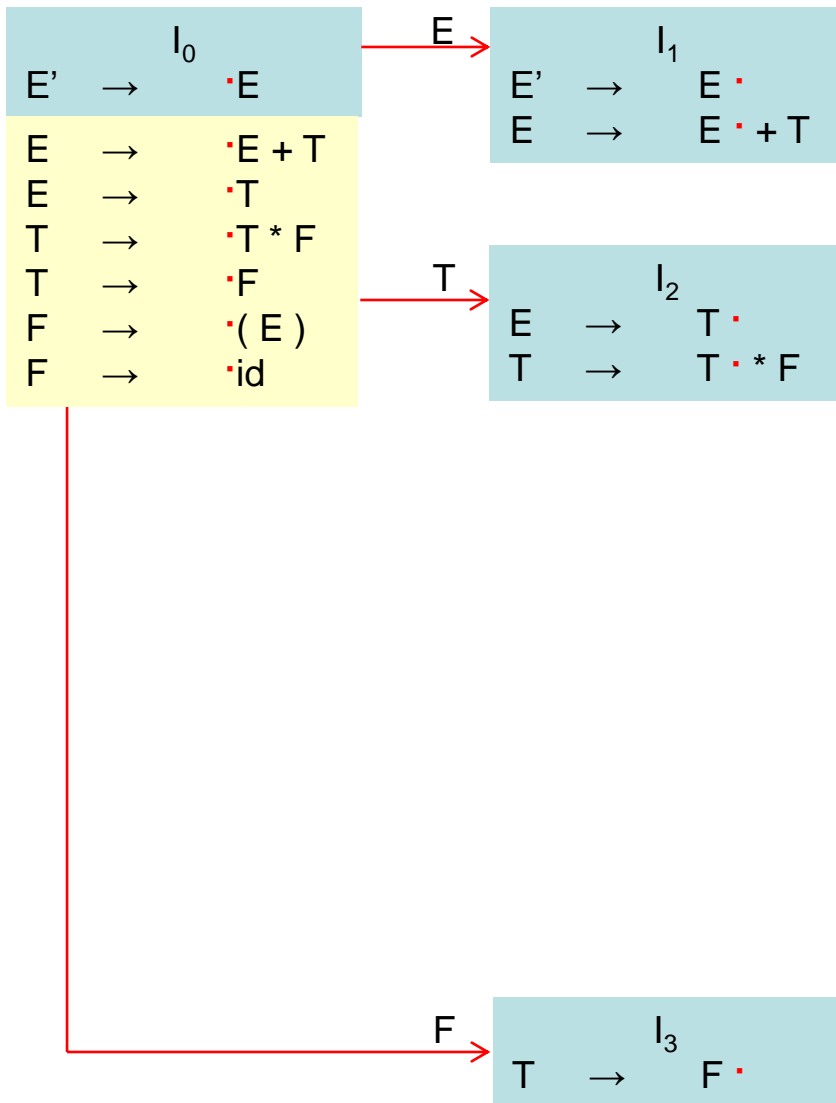 I₀
E’ → ·E
E → ·E + T
E → ·T
T → ·T * F
T → ·F
F → ·( E )
F → ·id
E
I₁
E’ → E ·
E → E · + T
T
I₂
E → T ·
T → T · * F
F
I₃
T → F ·